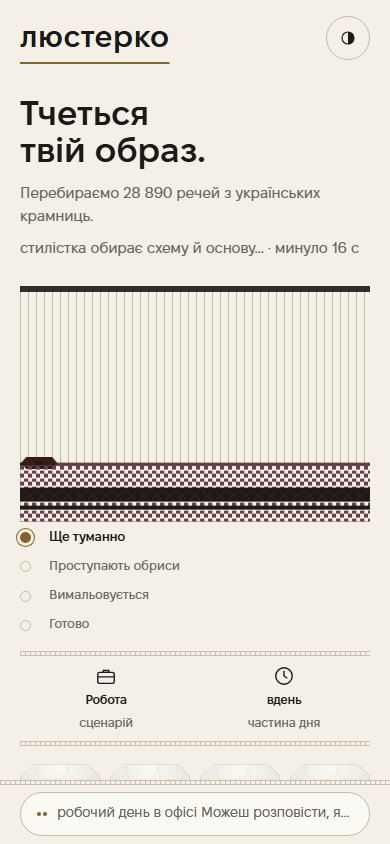 люстерко
Тчеться
твій образ.
Перебираємо 28 890 речей з українських
крамниць.
стилістка обирає схему й основу... · минуло 16 с
Ще туманно
Проступають обриси
Вимальовується
Готово
Робота
вдень
сценарій
частина дня
робочий день в офісі Можеш розповісти, я...